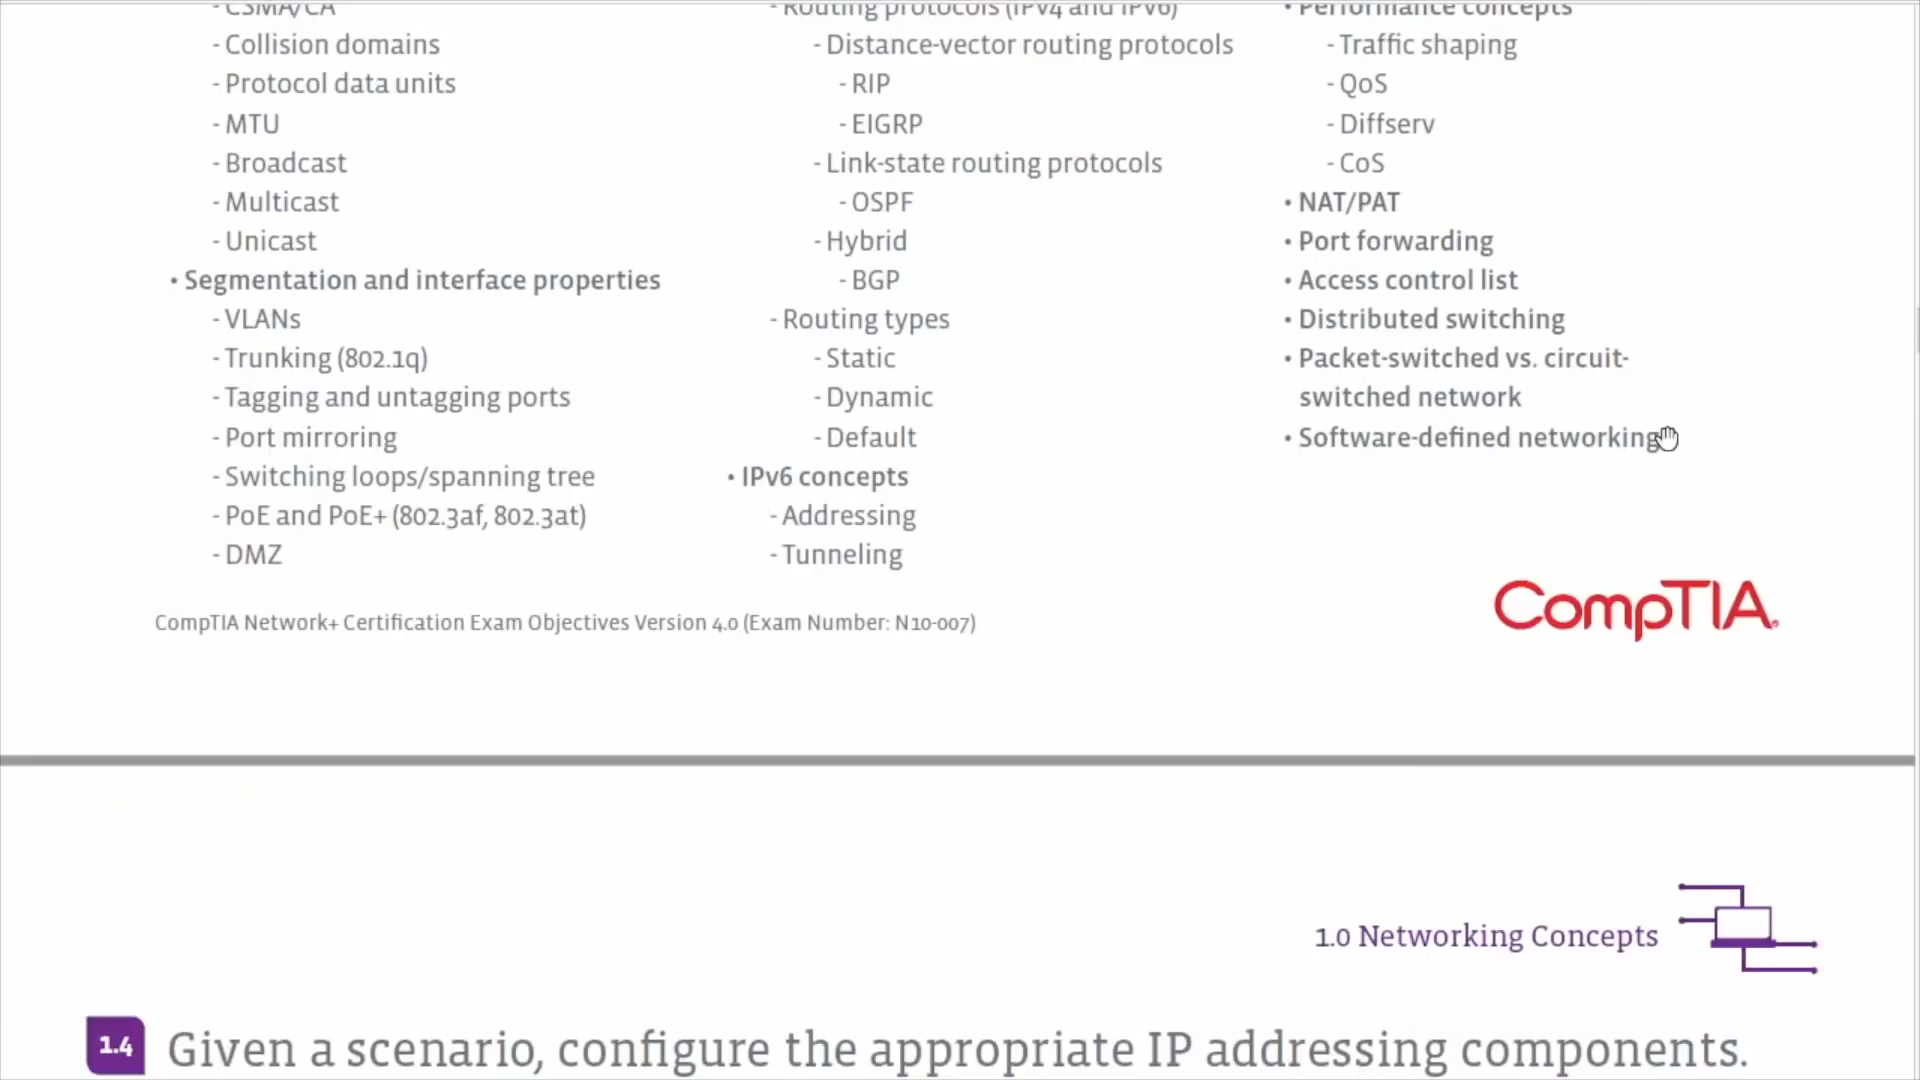 - CSMA/CA
- Collision domains
- Protocol data units
- MTU
- Broadcast
- Multicast
- Unicast
• Segmentation and interface properties
- VLANs
- Trunking (802.1q)
- Tagging and untagging ports
- Port mirroring
- Switching loops/spanning tree
- PoE and PoE+ (802.3af, 802.3at)
- DMZ
- Routing protocols (IPv4 and IPv6)
- Distance-vector routing protocols
- RIP
- EIGRP
- Link-state routing protocols
- OSPF
- Hybrid
- BGP
- Routing types
- Static
- Dynamic
- Default
• IPv6 concepts
- Addressing
- Tunneling
• Performance concepts
- Traffic shaping
- QoS
- Diffserv
- CoS
• NAT/PAT
• Port forwarding
• Access control list
• Distributed switching
• Packet-switched vs. circuit-
switched network
• Software-defined networking
CompTIA Network+ Certification Exam Objectives Version 4.0 (Exam Number: N10-007)
CompTIA.
1.0 Networking Concepts
1.4 Given a scenario, configure the appropriate IP addressing components.